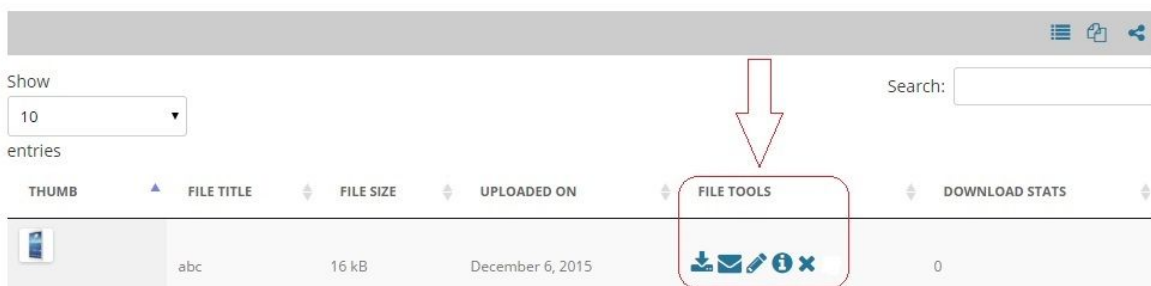 Show
Search:
10
entries
THUMB FILE TITLE FILE SIZE UPLOADED ON FILE TOOLS DOWNLOAD STATS
abc 16 kB December 6, 2015 0